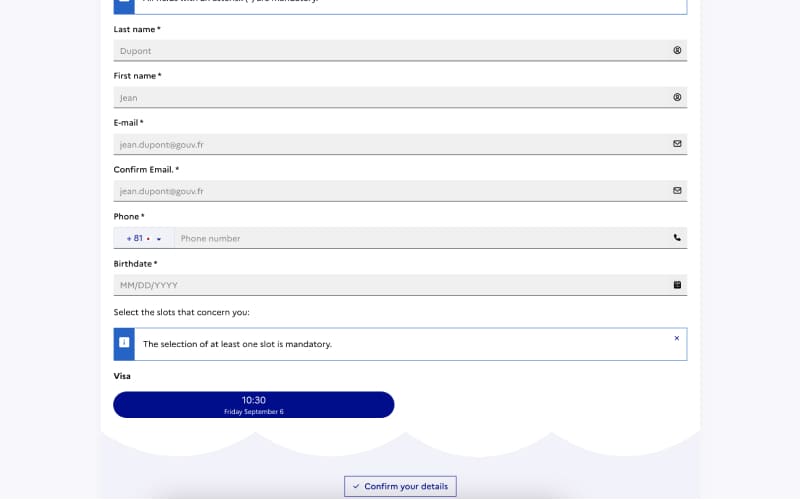 Last name *
Dupont
First name *
Jean
E-mail *
jean.dupont@gouv.fr
Confirm Email. *
jean.dupont@gouv.fr
Phone *
+ 81
Phone number
Birthdate *
MM/DD/YYYY
Select the slots that concern you:
The selection of at least one slot is mandatory.
Visa
10:30
Friday September 6
Confirm your details